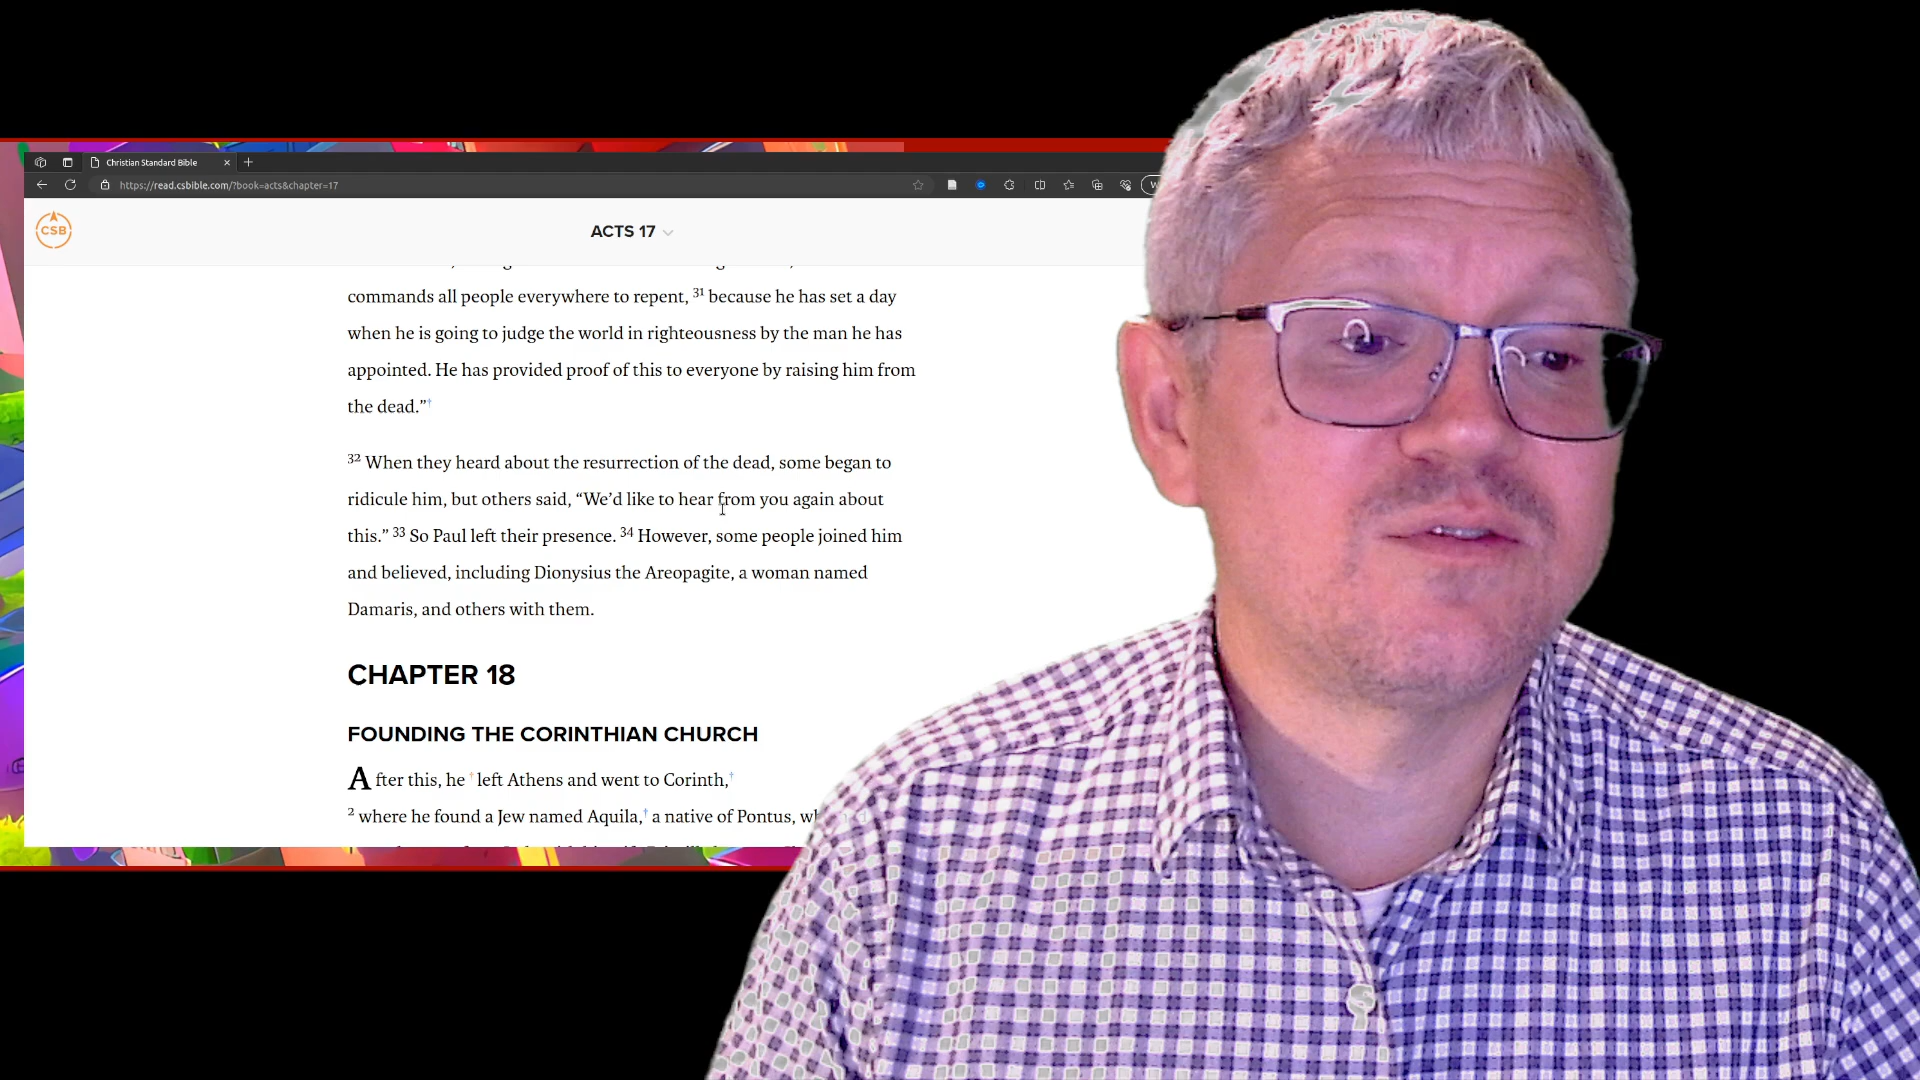 Christian Standard Bible
https://read.csbible.com/?book=acts&chapter=17
CSB
ACTS 17
commands all people everywhere to repent, 31 because he has set a day
when he is going to judge the world in righteousness by the man he has
appointed. He has provided proof of this to everyone by raising him from
the dead.”†
32 When they heard about the resurrection of the dead, some began to
ridicule him, but others said, “We’d like to hear from you again about
this.” 33 So Paul left their presence. 34 However, some people joined him
and believed, including Dionysius the Areopagite, a woman named
Damaris, and others with them.
CHAPTER 18
FOUNDING THE CORINTHIAN CHURCH
After this, he † left Athens and went to Corinth,†
2 where he found a Jew named Aquila,† a native of Pontus,